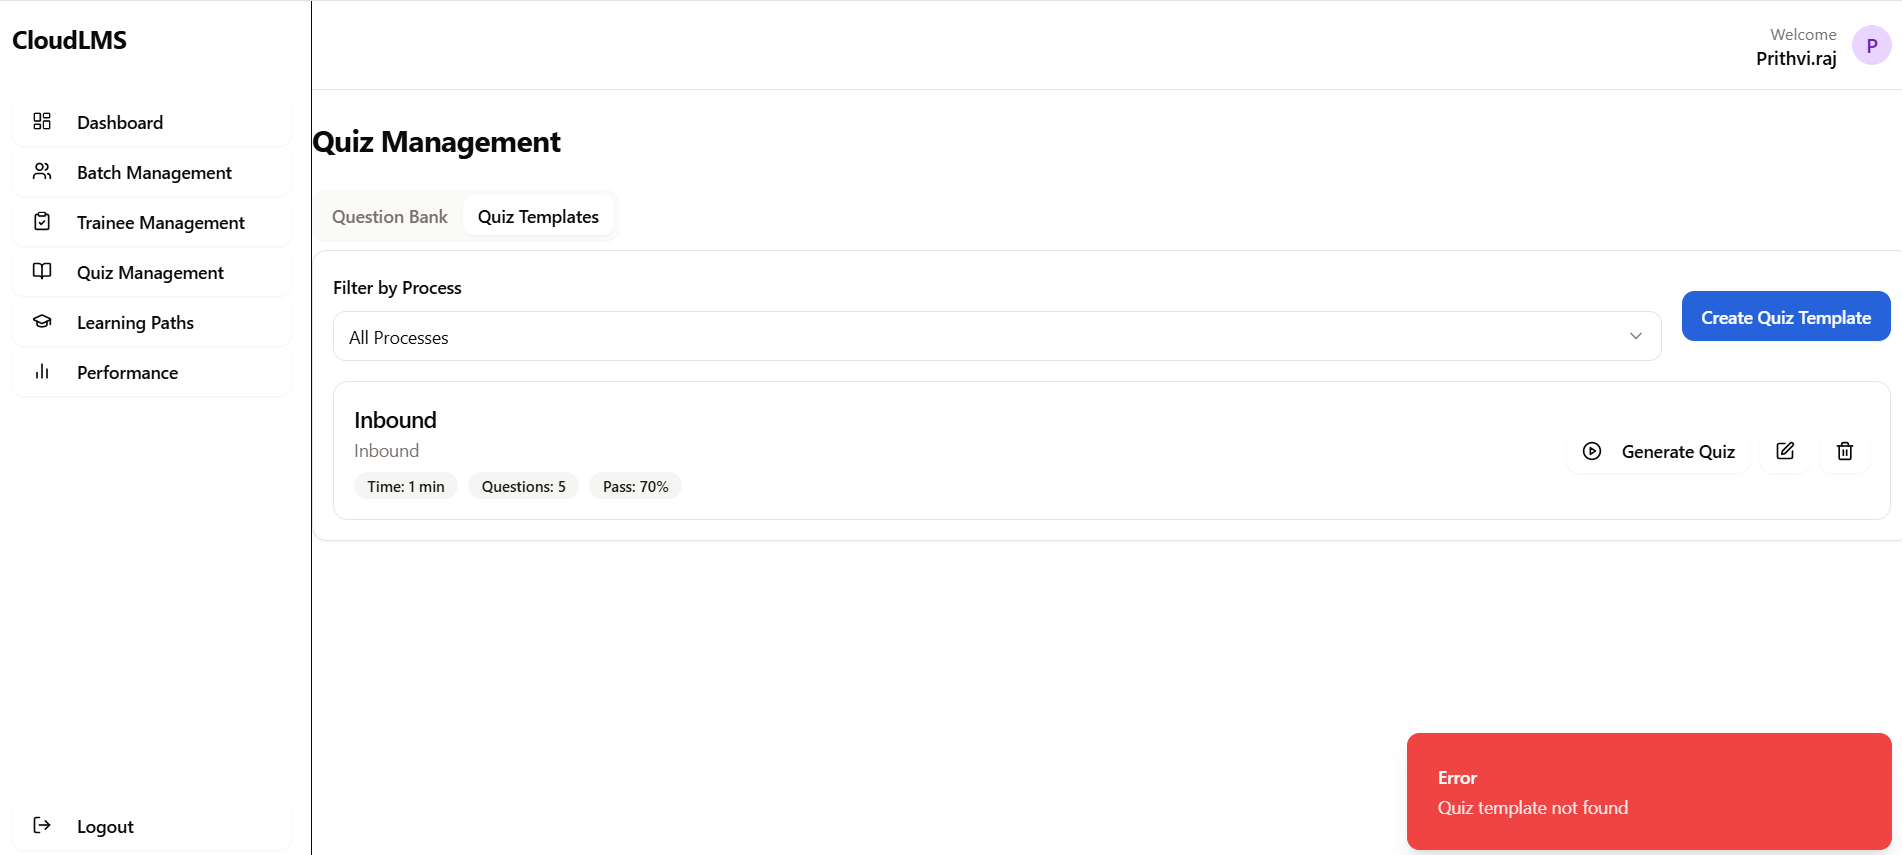 CloudLMS
Welcome
Prithvi.raj
P
Dashboard
Batch Management
Trainee Management
Quiz Management
Learning Paths
Performance
Logout
Quiz Management
Question Bank
Quiz Templates
Filter by Process
All Processes
Create Quiz Template
Inbound
Inbound
Time: 1 min
Questions: 5
Pass: 70%
Generate Quiz
Error
Quiz template not found